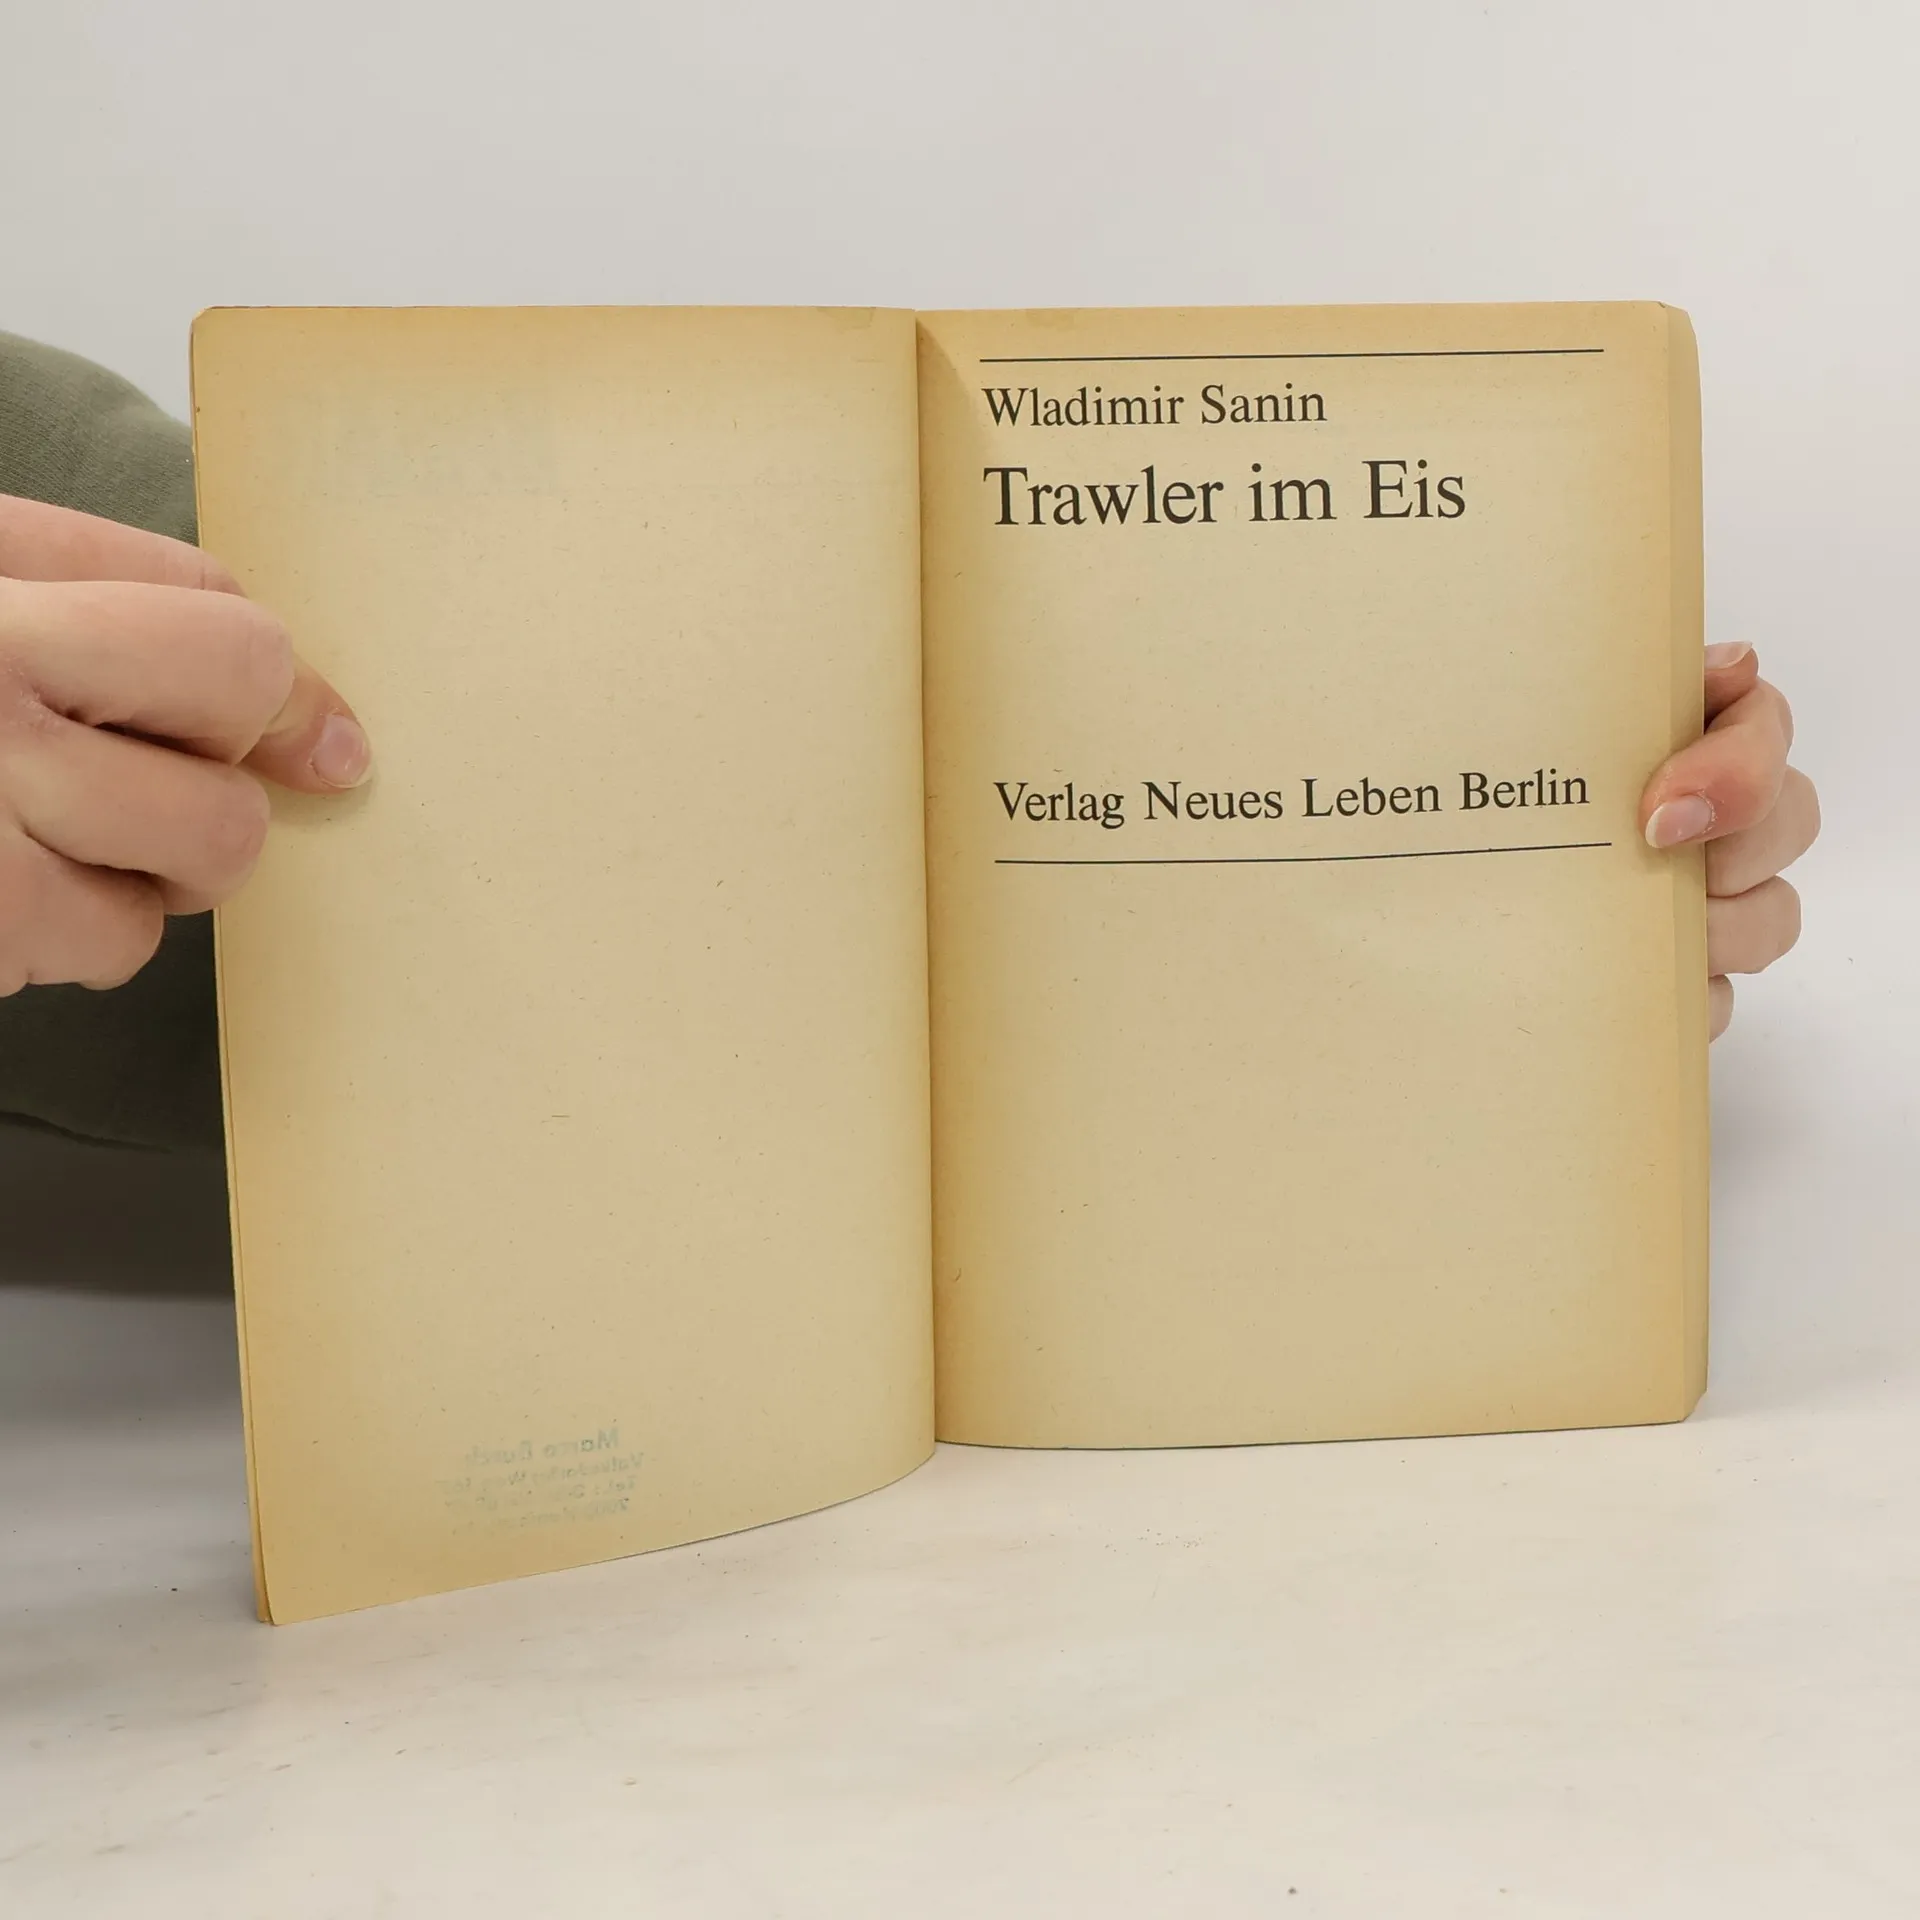 Wladimir Sanin
Trawler im Eis
Verlag Neues Leben Berlin